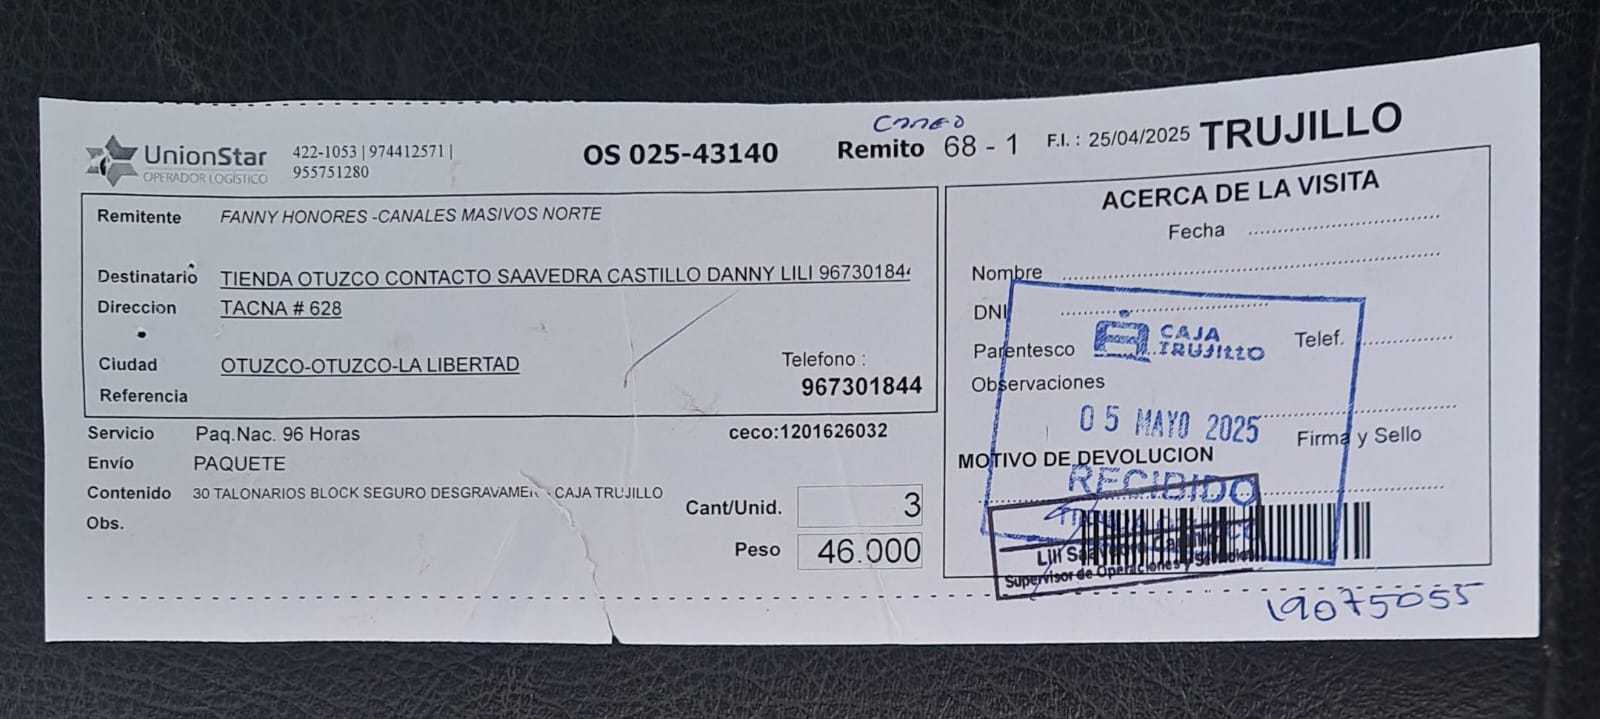 UnionStar
OPERADOR LOGÍSTICO
422-1053 | 974412571 |
955751280
OS 025-43140
Remito 68 - 1
F.I. : 25/04/2025
TRUJILLO
Remitente FANNY HONORES -CANALES MASIVOS NORTE
Destinatario TIENDA OTUZCO CONTACTO SAAVEDRA CASTILLO DANNY LILI 967301844
Direccion TACNA # 628
Ciudad OTUZCO-OTUZCO-LA LIBERTAD
Telefono :
967301844
Referencia
Servicio Paq.Nac. 96 Horas
ceco:1201626032
Envío PAQUETE
Contenido 30 TALONARIOS BLOCK SEGURO DESGRAVAMEN - CAJA TRUJILLO
Obs.
Cant/Unid. 3
Peso 46.000
ACERCA DE LA VISITA
Fecha
Nombre
DNI
Parentesco
Telef.
Observaciones
Firma y Sello
MOTIVO DE DEVOLUCION
CAJA
TRUJILLO
05 MAYO 2025
RECIBIDO
Lili Saavedra Castillo
Supervisor de Operaciones y Servicios
19075055